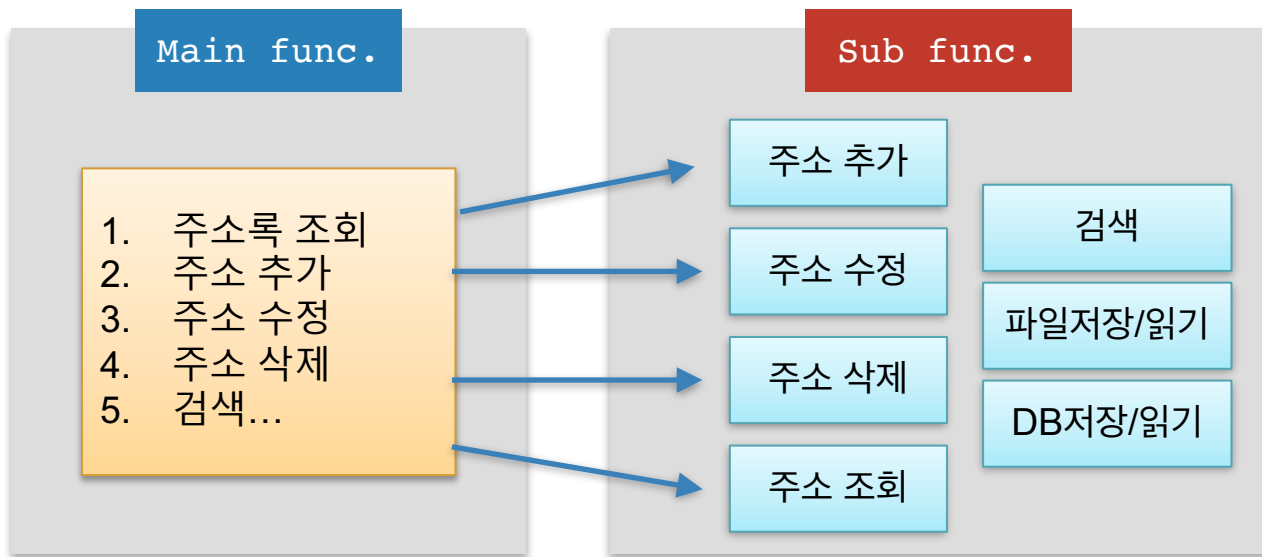 Main func.
1. 주소록 조회
2. 주소 추가
3. 주소 수정
4. 주소 삭제
5. 검색…
Sub func.
주소 추가
주소 수정
주소 삭제
주소 조회
검색
파일저장/읽기
DB저장/읽기